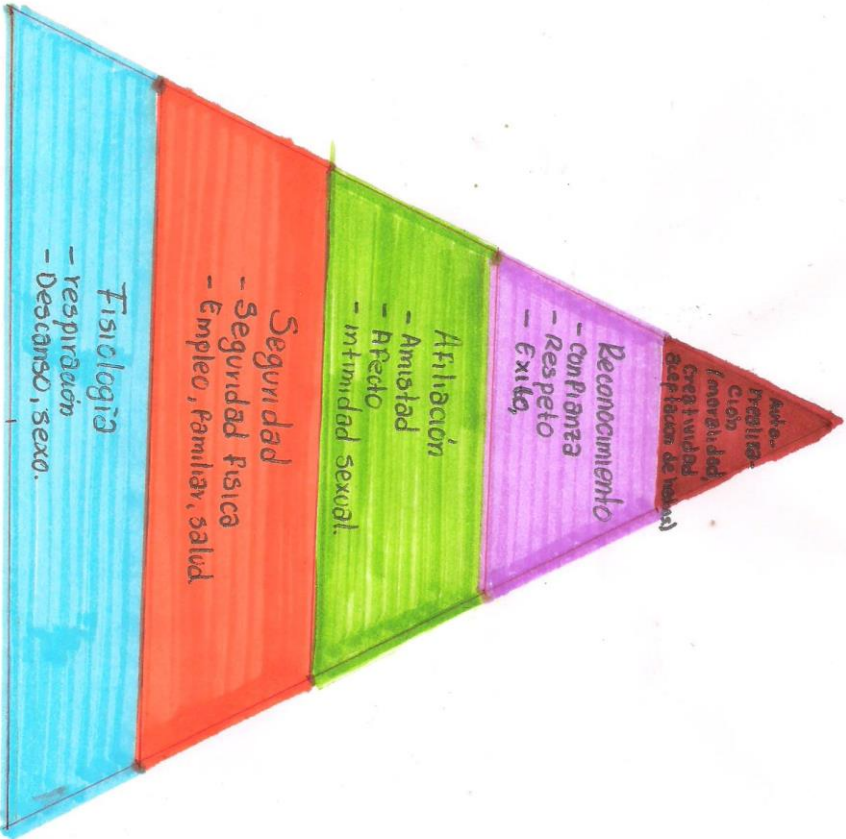 Auto-
realiza-
ción
(moralidad,
creatividad
aceptación de hechos)
Reconocimiento
- confianza
- Respeto
- Exito,
Afiliación
- Amistad
- Afecto
- intimidad sexual.
Seguridad
- Seguridad Fisica
- Empleo, familiar, salud
Fisiología
- respiración
- Descanso, sexo.